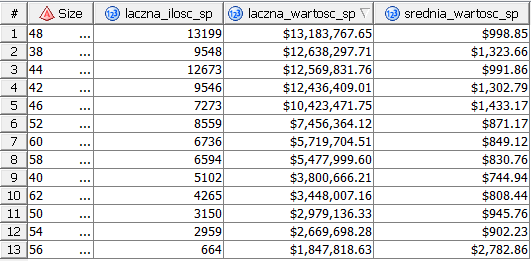 # Size laczna_ilosc_sp laczna_wartosc_sp srednia_wartosc_sp
1 48 ... 13199 $13,183,767.65 $998.85
2 38 ... 9548 $12,638,297.71 $1,323.66
3 44 ... 12673 $12,569,831.76 $991.86
4 42 ... 9546 $12,436,409.01 $1,302.79
5 46 ... 7273 $10,423,471.75 $1,433.17
6 52 ... 8559 $7,456,364.12 $871.17
7 60 ... 6736 $5,719,704.51 $849.12
8 58 ... 6594 $5,477,999.60 $830.76
9 40 ... 5102 $3,800,666.21 $744.94
10 62 ... 4265 $3,448,007.16 $808.44
11 50 ... 3150 $2,979,136.33 $945.76
12 54 ... 2959 $2,669,698.28 $902.23
13 56 ... 664 $1,847,818.63 $2,782.86